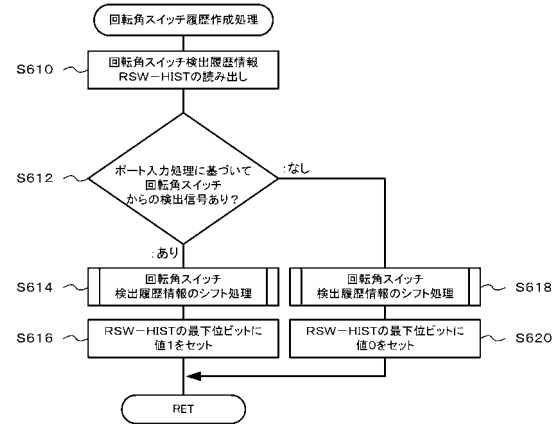 回転角スイッチ履歴作成処理
S610
回転角スイッチ検出履歴情報
RSW－HISTの読み出し
S612
ポート入力処理に基づいて
回転角スイッチ
からの検出信号あり？
:なし
:あり
S614
回転角スイッチ
検出履歴情報のシフト処理
回転角スイッチ
検出履歴情報のシフト処理
S618
S616
RSW－HISTの最下位ビットに
値1をセット
RSW－HISTの最下位ビットに
値0をセット
S620
RET